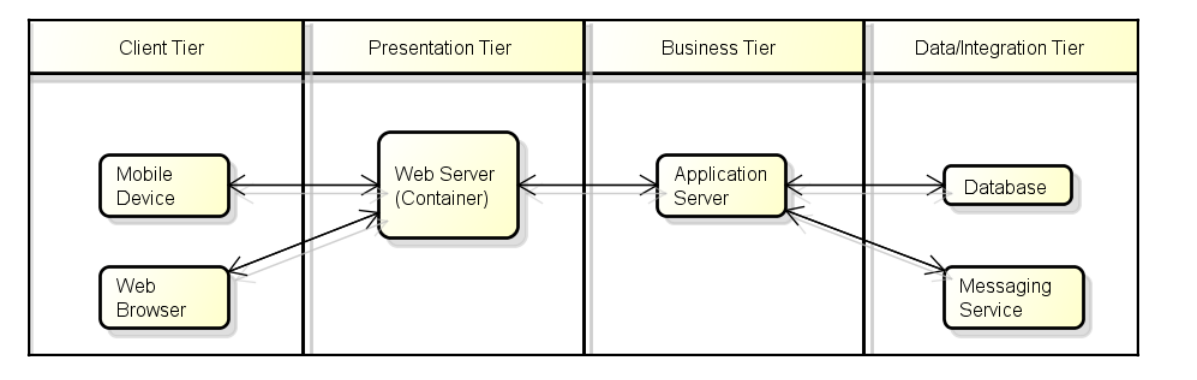 Client Tier
Presentation Tier
Business Tier
Data/Integration Tier
Mobile
Device
Web
Browser
Web Server
(Container)
Application
Server
Database
Messaging
Service